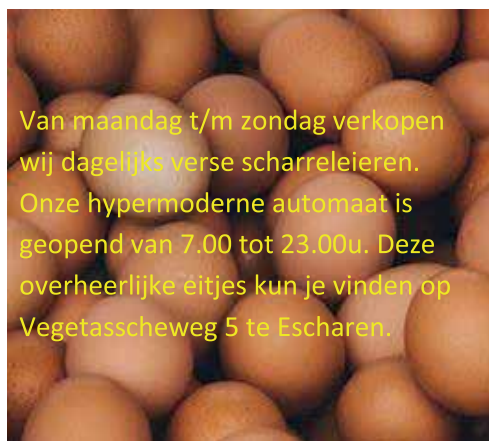 Van maandag t/m zondag verkopen
wij dagelijks verse scharreleieren.
Onze hypermoderne automaat is
geopend van 7.00 tot 23.00u. Deze
overheerlijke eitjes kun je vinden op
Vegetasscheweg 5 te Escharen.